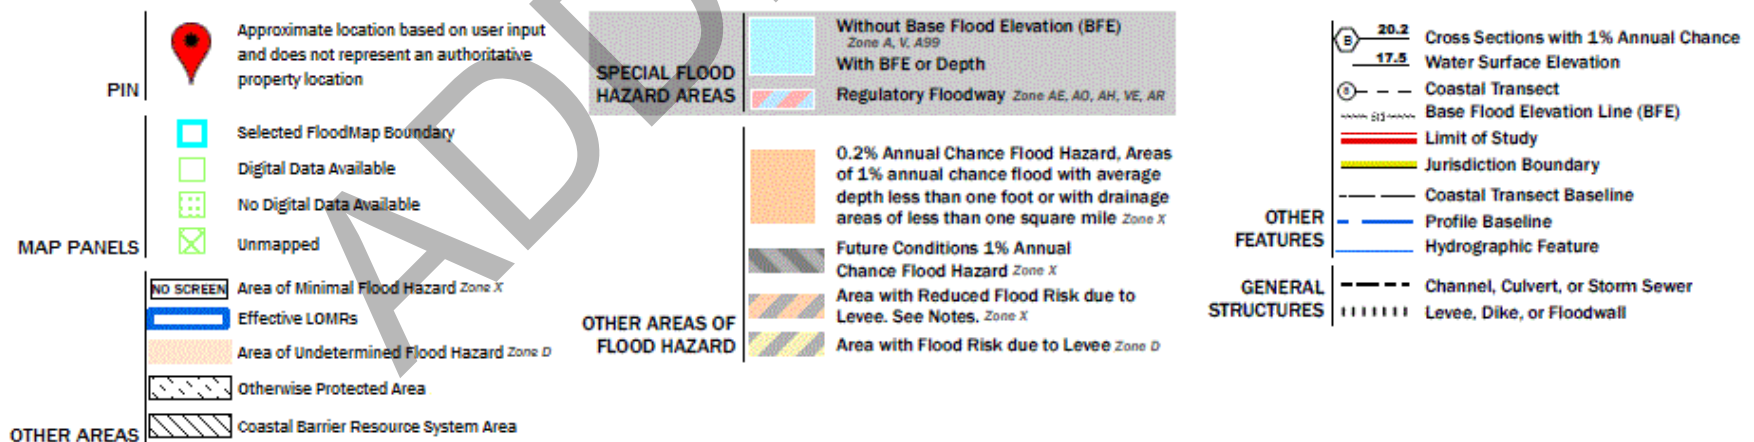 PIN
Approximate location based on user input
and does not represent an authoritative
property location
MAP PANELS
Selected FloodMap Boundary
Digital Data Available
No Digital Data Available
Unmapped
OTHER AREAS
NO SCREEN Area of Minimal Flood Hazard Zone X
Effective LOMRs
Area of Undetermined Flood Hazard Zone D
Otherwise Protected Area
Coastal Barrier Resource System Area
SPECIAL FLOOD
HAZARD AREAS
Without Base Flood Elevation (BFE)
Zone A, V, A99
With BFE or Depth
Regulatory Floodway Zone AE, AO, AH, VE, AR
OTHER AREAS OF
FLOOD HAZARD
0.2% Annual Chance Flood Hazard, Areas
of 1% annual chance flood with average
depth less than one foot or with drainage
areas of less than one square mile Zone X
Future Conditions 1% Annual
Chance Flood Hazard Zone X
Area with Reduced Flood Risk due to
Levee. See Notes. Zone X
Area with Flood Risk due to Levee Zone D
OTHER
FEATURES
B 20.2 Cross Sections with 1% Annual Chance
17.5 Water Surface Elevation
8 Coastal Transect
513 Base Flood Elevation Line (BFE)
Limit of Study
Jurisdiction Boundary
Coastal Transect Baseline
Profile Baseline
Hydrographic Feature
GENERAL
STRUCTURES
Channel, Culvert, or Storm Sewer
Levee, Dike, or Floodwall